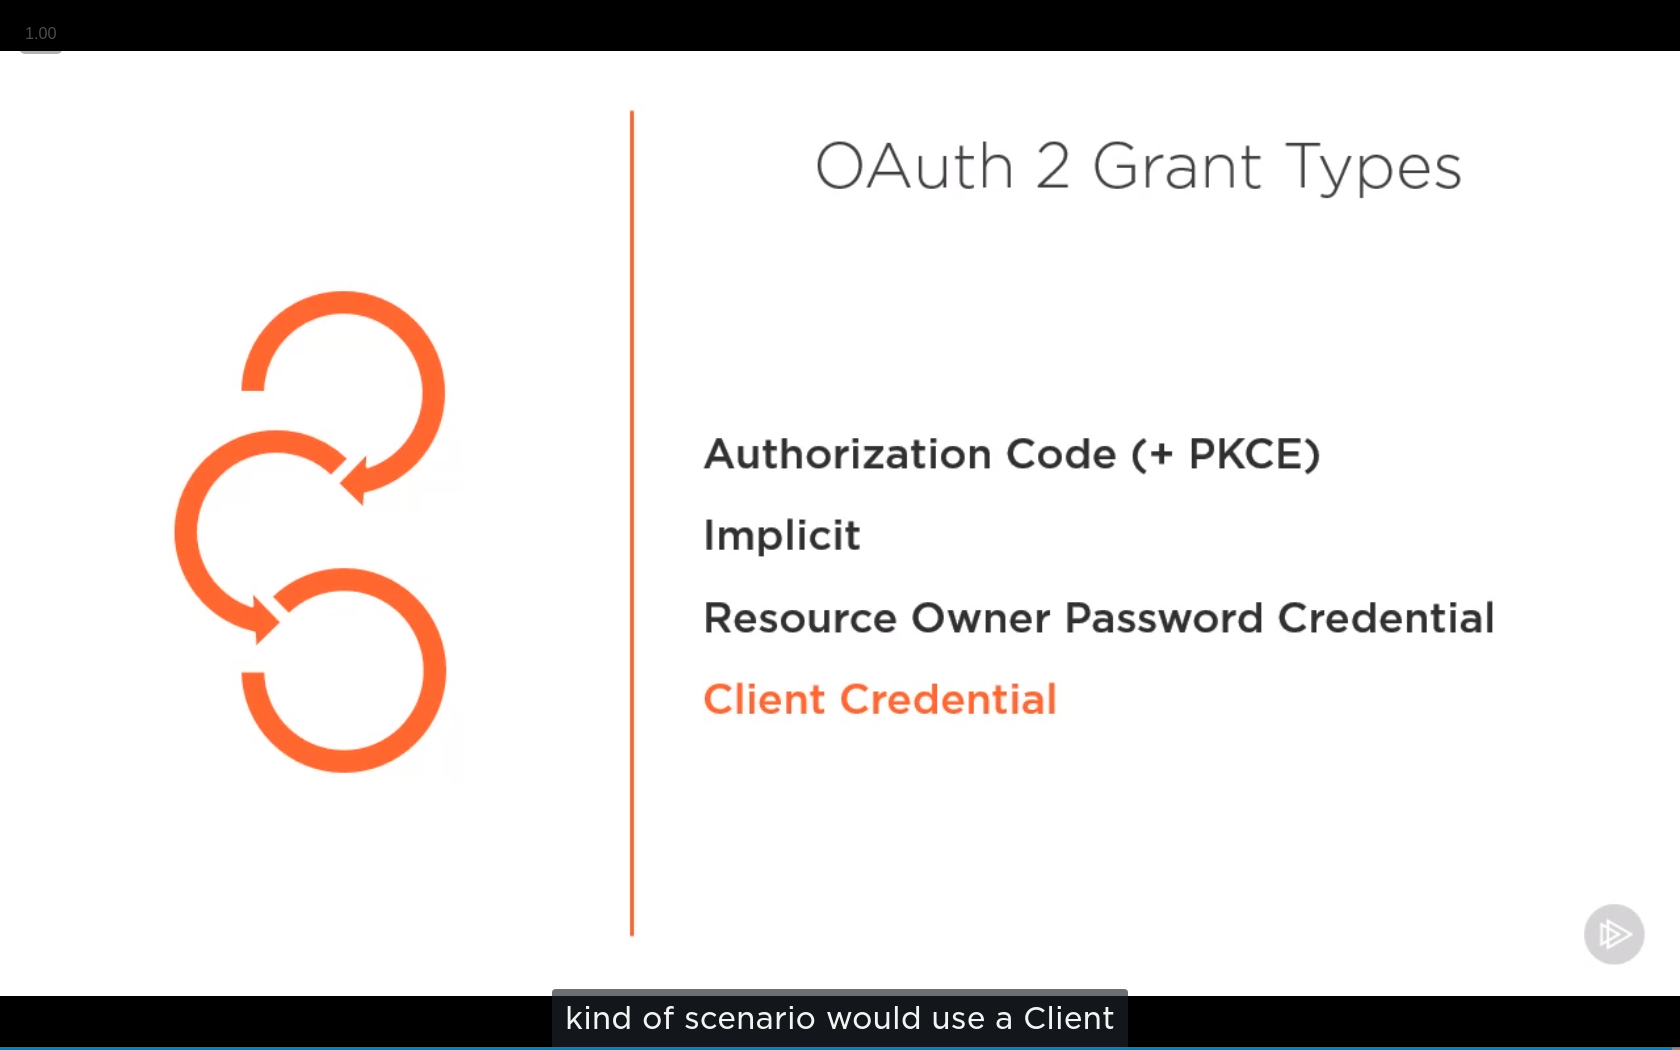 1.00
OAuth 2 Grant Types
Authorization Code (+ PKCE)
Implicit
Resource Owner Password Credential
Client Credential
kind of scenario would use a Client